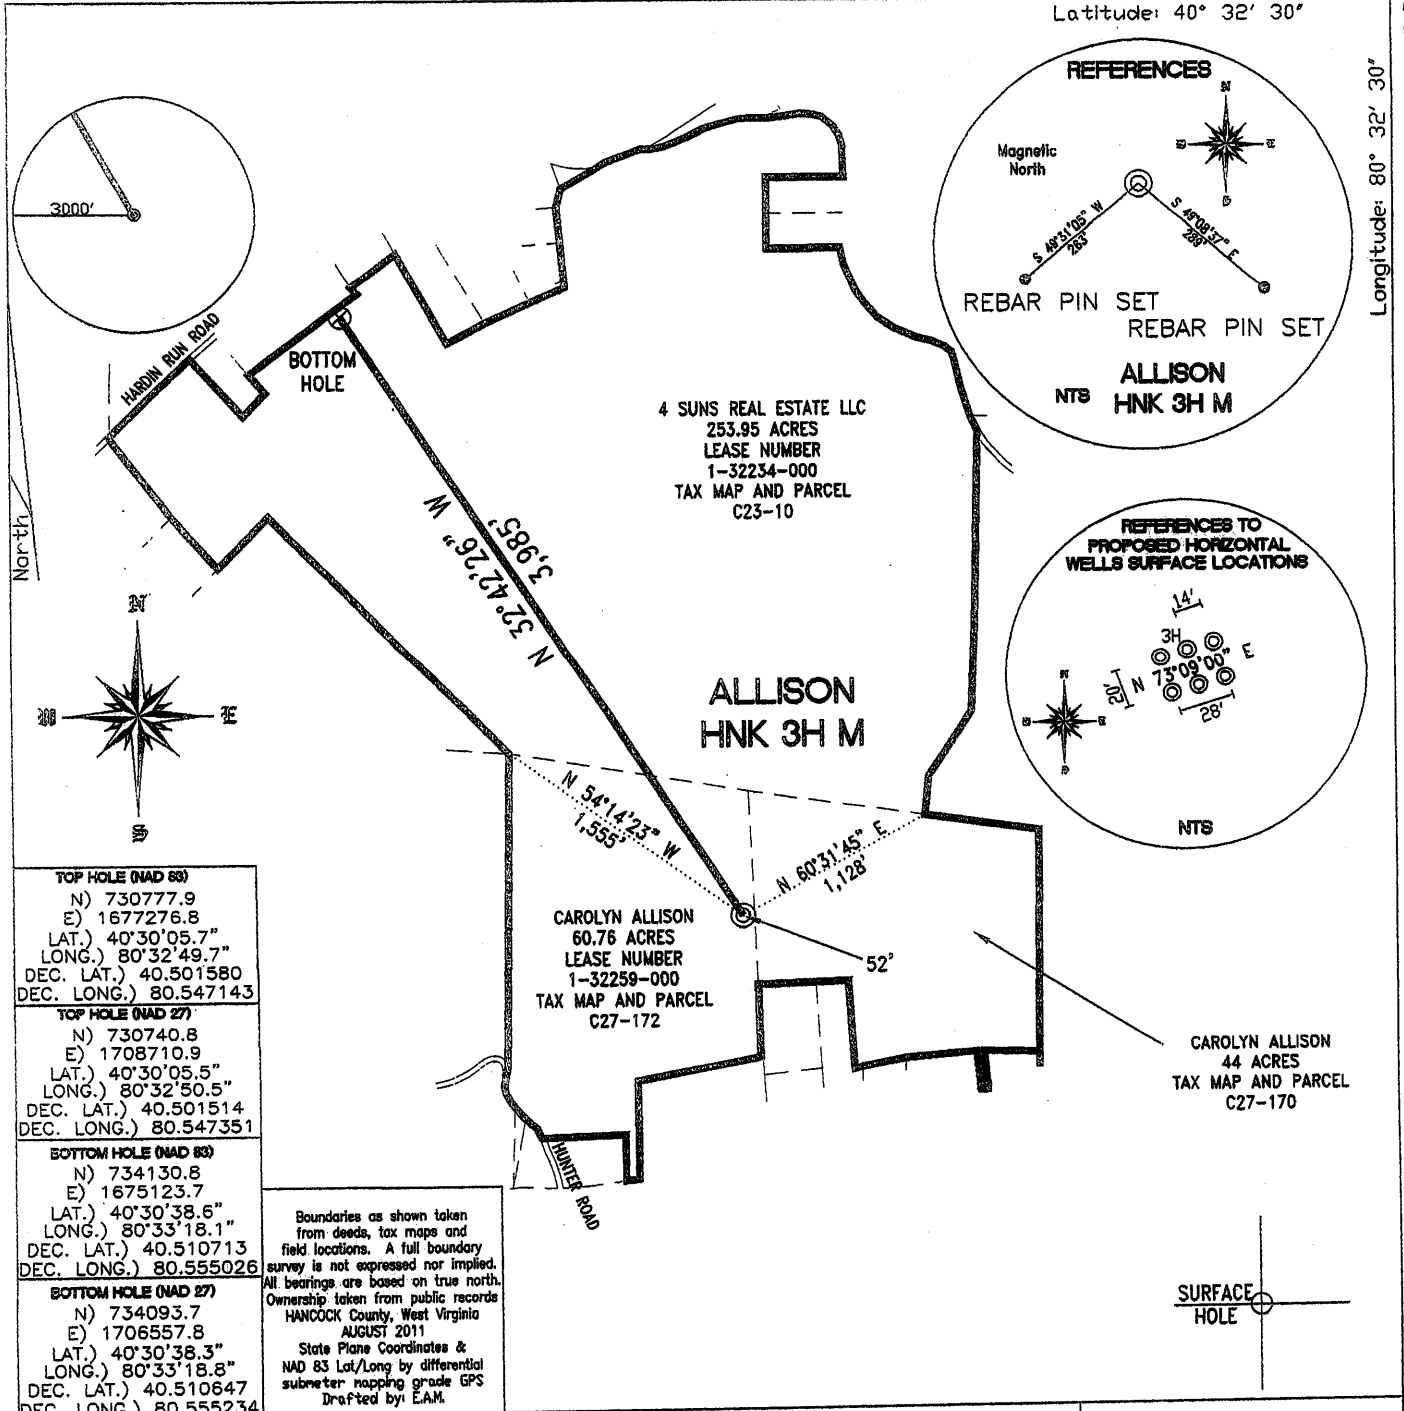 Latitude: 40° 32' 30"
Longitude: 80° 32' 30"
REFERENCES
Magnetic
North
N
E
S 49°31'05" W
263'
S 49°08'37" E
289'
REBAR PIN SET
REBAR PIN SET
ALLISON
NTS HNK 3H M
3000'
HARDIN RUN ROAD
BOTTOM
HOLE
4 SUNS REAL ESTATE LLC
253.95 ACRES
LEASE NUMBER
1-32234-000
TAX MAP AND PARCEL
C23-10
N 32°42'26" W
3,985'
North
N
W E
S
REFERENCES TO
PROPOSED HORIZONTAL
WELLS SURFACE LOCATIONS
14'
3H
N 73°09'00" E
20'
28'
NTS
ALLISON
HNK 3H M
N 54°14'23" W
1,555'
N 60°31'45" E
1,128'
CAROLYN ALLISON
60.76 ACRES
LEASE NUMBER
1-32259-000
TAX MAP AND PARCEL
C27-172
52'
CAROLYN ALLISON
44 ACRES
TAX MAP AND PARCEL
C27-170
HUNTER ROAD
TOP HOLE (NAD 83)
N) 730777.9
E) 1677276.8
LAT.) 40°30'05.7"
LONG.) 80°32'49.7"
DEC. LAT.) 40.501580
DEC. LONG.) 80.547143
TOP HOLE (NAD 27)
N) 730740.8
E) 1708710.9
LAT.) 40°30'05.5"
LONG.) 80°32'50.5"
DEC. LAT.) 40.501514
DEC. LONG.) 80.547351
BOTTOM HOLE (NAD 83)
N) 734130.8
E) 1675123.7
LAT.) 40°30'38.6"
LONG.) 80°33'18.1"
DEC. LAT.) 40.510713
DEC. LONG.) 80.555026
BOTTOM HOLE (NAD 27)
N) 734093.7
E) 1706557.8
LAT.) 40°30'38.3"
LONG.) 80°33'18.8"
DEC. LAT.) 40.510647
DEC. LONG.) 80.555234
Boundaries as shown taken
from deeds, tax maps and
field locations. A full boundary
survey is not expressed nor implied.
All bearings are based on true north.
Ownership taken from public records
HANCOCK County, West Virginia
AUGUST 2011
State Plane Coordinates &
NAD 83 Lat/Long by differential
submeter mapping grade GPS
Drafted by: E.A.M.
SURFACE
HOLE